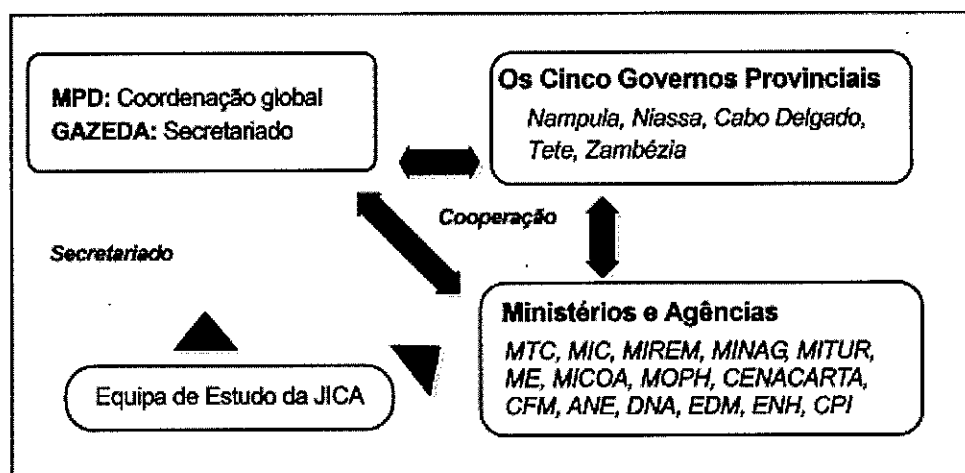 MPD: Coordenação global
GAZEDA: Secretariado
Os Cinco Governos Provinciais
Nampula, Niassa, Cabo Delgado,
Tete, Zambézia
Cooperação
Secretariado
Ministérios e Agências
MTC, MIC, MIREM, MINAG, MITUR,
ME, MICOA, MOPH, CENACARTA,
CFM, ANE, DNA, EDM, ENH, CPI
Equipa de Estudo da JICA